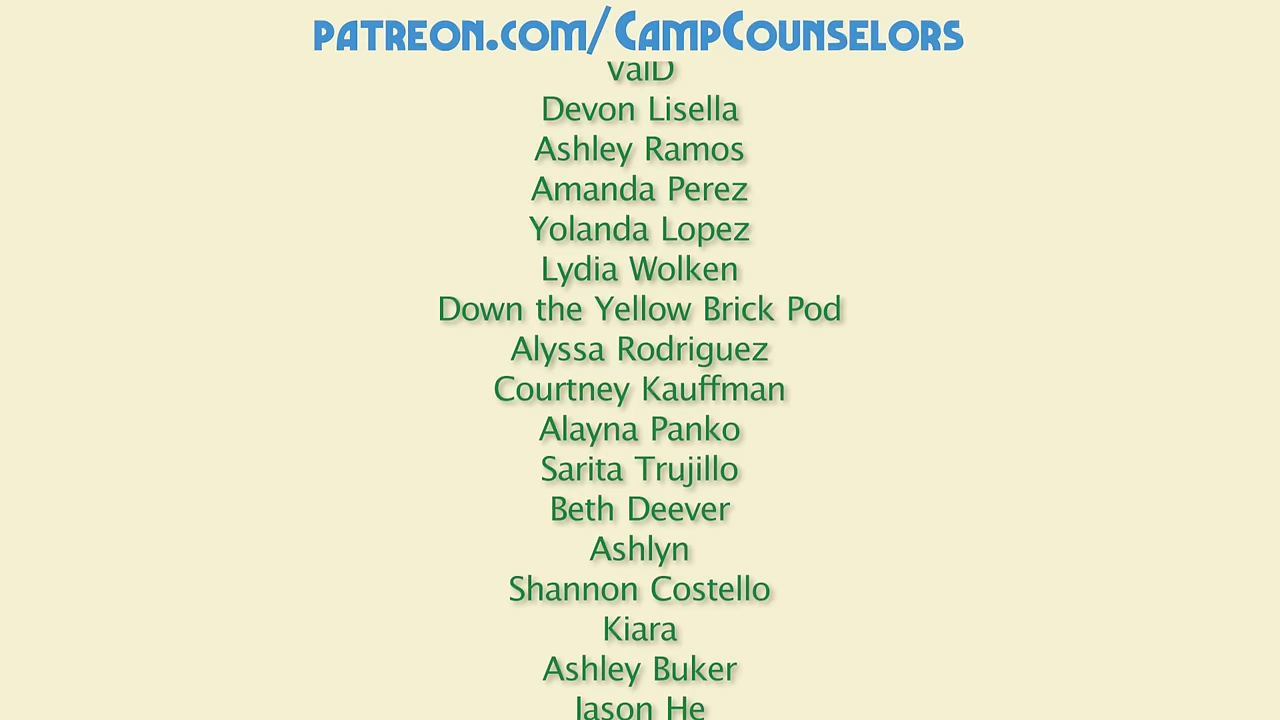 patreon.com/CampCounselors
ValD
Devon Lisella
Ashley Ramos
Amanda Perez
Yolanda Lopez
Lydia Wolken
Down the Yellow Brick Pod
Alyssa Rodriguez
Courtney Kauffman
Alayna Panko
Sarita Trujillo
Beth Deever
Ashlyn
Shannon Costello
Kiara
Ashley Buker
Jason He